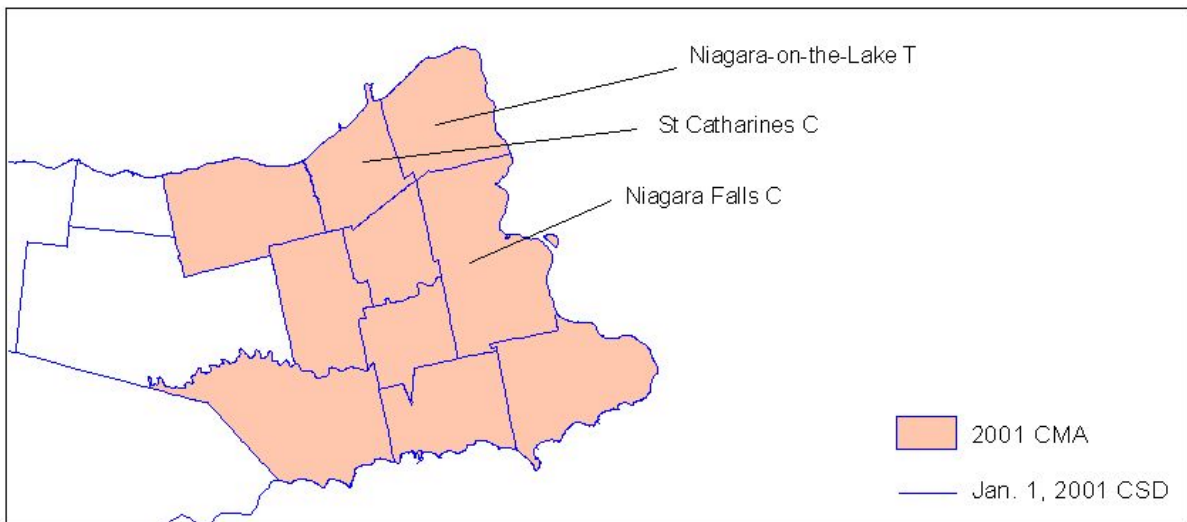 Niagara-on-the-Lake T
St Catharines C
Niagara Falls C
2001 CMA
Jan. 1, 2001 CSD